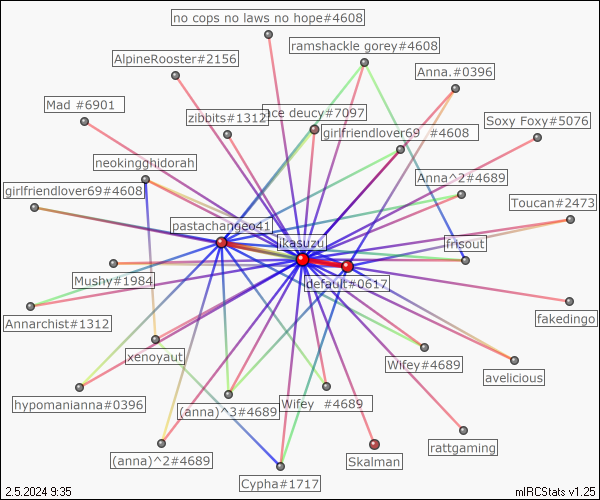 no cops no laws no hope#4608
ramshackle gorey#4608
AlpineRooster#2156
Anna.#0396
Mad #6901
zibbits#1312
ace deucy#7097
girlfriendlover69 #4608
Soxy Foxy#5076
neokingghidorah
Anna^2#4689
girlfriendlover69#4608
Toucan#2473
pastachangeo41
ikasuzu
frisout
Mushy#1984
default#0617
Annarchist#1312
fakedingo
xenoyaut
Wifey#4689
avelicious
hypomanianna#0396
(anna)^3#4689
Wifey #4689
rattgaming
(anna)^2#4689
Skalman
Cypha#1717
2.5.2024 9:35
mIRCStats v1.25